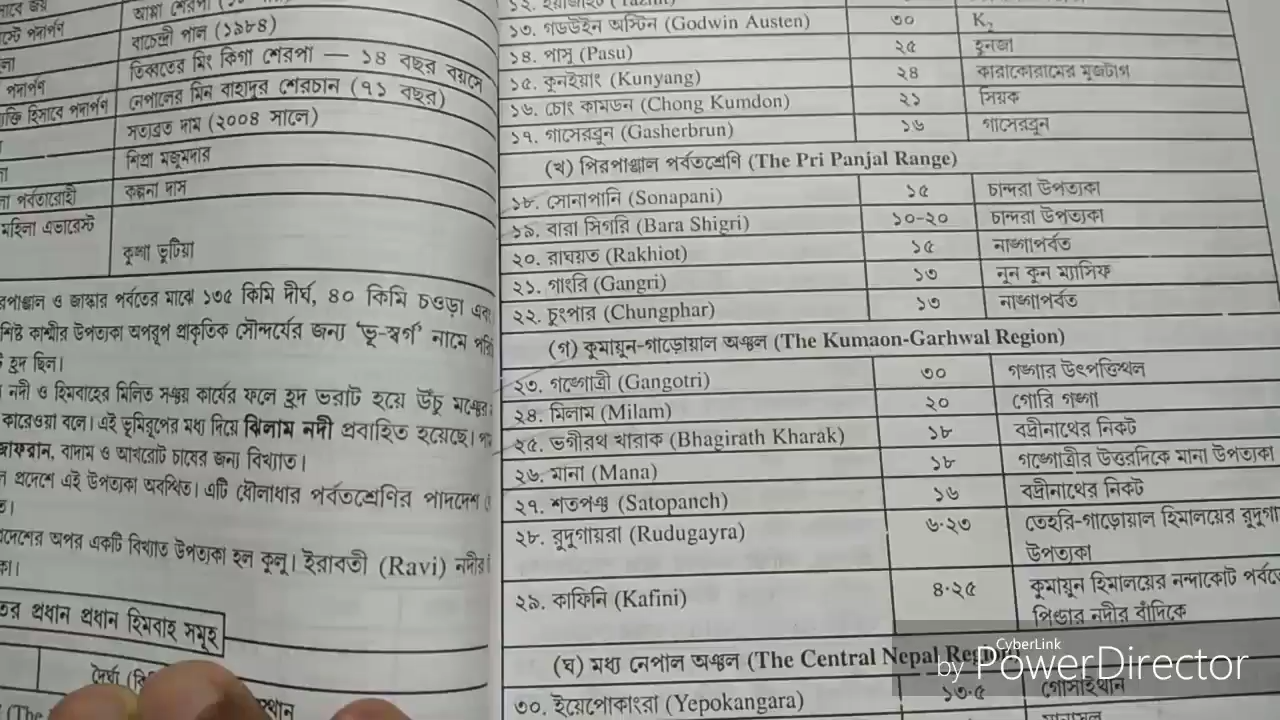 আন্না শেরপা
বাচেন্দ্রী পাল (১৯৮৪)
তিব্বতের মিং কিপা শেরপা — ১৪ বছর বয়সে
নেপালের মিন বাহাদুর শেরচান (৭১ বছর)
সত্যব্রত দাম (২০০৪ সালে)
শিপ্রা মজুমদার
কল্পনা দাস
মহিলা এভারেস্ট
কুঙ্গা ভুটিয়া
ও জাস্কার পর্বতের মাঝে ১৩৫ কিমি দীর্ঘ, ৪০ কিমি চওড়া এবং
কাশ্মীর উপত্যকা অপরূপ প্রাকৃতিক সৌন্দর্যের জন্য ‘ভূ-স্বর্গ’ নামে
হ্রদ ছিল।
নদী ও হিমবাহের মিলিত সঞ্চয় কার্যের ফলে হ্রদ ভরাট হয়ে উঁচু মঞ্চের
কারেওয়া বলে। এই ভূমিরূপের মধ্য দিয়ে ঝিলাম নদী প্রবাহিত হয়েছে।
জাফরান, বাদাম ও আখরোট চাষের জন্য বিখ্যাত।
প্রদেশে এই উপত্যকা অবস্থিত। এটি ধৌলাধার পর্বতশ্রেণির পাদদেশ
অপর একটি বিখ্যাত উপত্যকা হল কুলু। ইরাবতী (Ravi) নদীর
প্রধান প্রধান হিমবাহ সমূহ
দৈর্ঘ্য
(The
১৩. গডউইন অস্টিন (Godwin Austen) ৩০ K₂
১৪. পাসু (Pasu) ২৫ হুনজা
১৫. কুনইয়াং (Kunyang) ২৪ কারাকোরামের মুজটাগ
১৬. চোং কামডন (Chong Kumdon) ২১ সিয়ক
১৭. গাসেরব্রুন (Gasherbrun) ১৬ গাসেরব্রুন
(খ) পিরপাঞ্জাল পর্বতশ্রেণি (The Pri Panjal Range)
১৮. সোনাপানি (Sonapani) ১৫ চান্দরা উপত্যকা
১৯. বারা সিগরি (Bara Shigri) ১০-২০ চান্দরা উপত্যকা
২০. রাঘয়ত (Rakhiot) ১৫ নাঙ্গাপর্বত
২১. গাংরি (Gangri) ১৩ নুন কুন ম্যাসিফ
২২. চুংপার (Chungphar) ১৩ নাঙ্গাপর্বত
(গ) কুমায়ুন-গাড়োয়াল অঞ্চল (The Kumaon-Garhwal Region)
২৩. গঙ্গোত্রী (Gangotri) ৩০ গঙ্গার উৎপত্তিস্থল
২৪. মিলাম (Milam) ২০ গোরি গঙ্গা
২৫. ভগীরথ খারাক (Bhagirath Kharak) ১৮ বদ্রীনাথের নিকট
২৬. মানা (Mana) ১৮ গঙ্গোত্রীর উত্তরদিকে মানা উপত্যকা
২৭. শতপঞ্চ (Satopanch) ১৬ বদ্রীনাথের নিকট
২৮. রুদুগায়রা (Rudugayra) ৬·২৩ তেহরি-গাড়োয়াল হিমালয়ের রুদুগা
উপত্যকা
২৯. কাফিনি (Kafini) ৪·২৫ কুমায়ুন হিমালয়ের নন্দাকোট পর্বতে
পিণ্ডার নদীর বাঁদিকে
(ঘ) মধ্য নেপাল অঞ্চল (The Central Nepal Region)
৩০. ইয়েপোকাংরা (Yepokangara) ১৩·৫ গোসাইথান
CyberLink
by PowerDirector